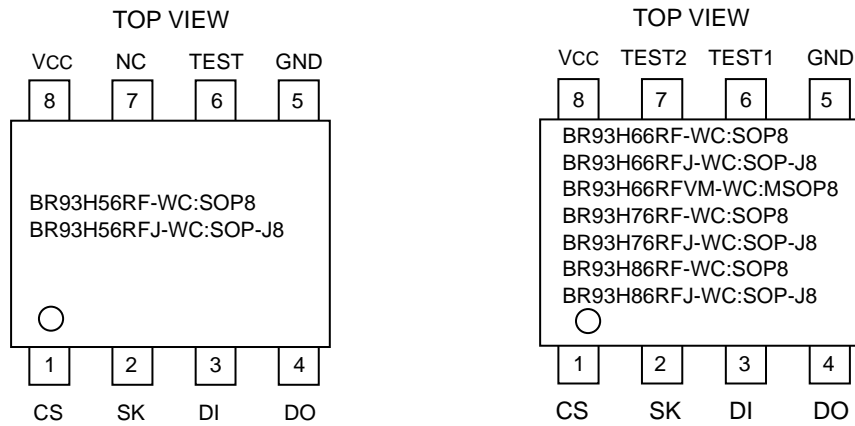 TOP VIEW
VCC NC TEST GND
8 7 6 5
BR93H56RF-WC:SOP8
BR93H56RFJ-WC:SOP-J8
1 2 3 4
CS SK DI DO
TOP VIEW
VCC TEST2 TEST1 GND
8 7 6 5
BR93H66RF-WC:SOP8
BR93H66RFJ-WC:SOP-J8
BR93H66RFVM-WC:MSOP8
BR93H76RF-WC:SOP8
BR93H76RFJ-WC:SOP-J8
BR93H86RF-WC:SOP8
BR93H86RFJ-WC:SOP-J8
1 2 3 4
CS SK DI DO